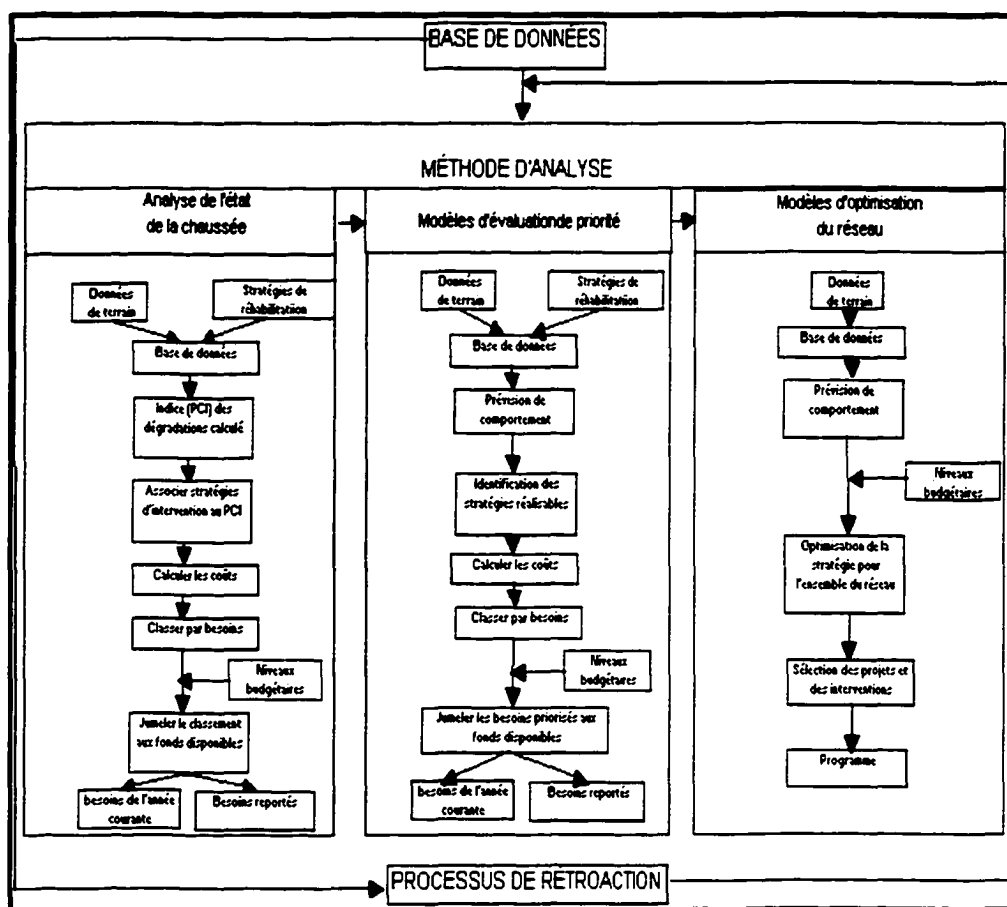 BASE DE DONNÉES
MÉTHODE D'ANALYSE
Analyse de l'état
de la chaussée
Modèles d'évaluationde priorité
Modèles d'optimisation
du réseau
Données
de terrain
Stratégies de
réhabilitatiion
Base de données
Indice (PCI) des
dégradations calculé
Associer stratégies
d'intervention au PCI
Calculer les coûts
Classer par besoins
Niveaux
budgétaires
Jumeler le classement
aux fonds disponibles
besoins de l'année
courante
Besoins reportés
Données
de terrain
Stratégies de
réhabilitation
Base de données
Prévision de
comportement
Identification des
stratégies réalisables
Calculer les coûts
Classer par besoins
Niveaux
budgétaires
Jumeler les besoins priorisés aux
fonds disponibles
besoins de l'année
courante
Besoins reportés
Données
de terrain
Base de données
Prévision de
comportement
Niveaux
budgétaires
Optimisation de la
stratégie pour
l'ensemble du réseau
Sélection des projets et
des interventions
Programme
PROCESSUS DE RETROACTION